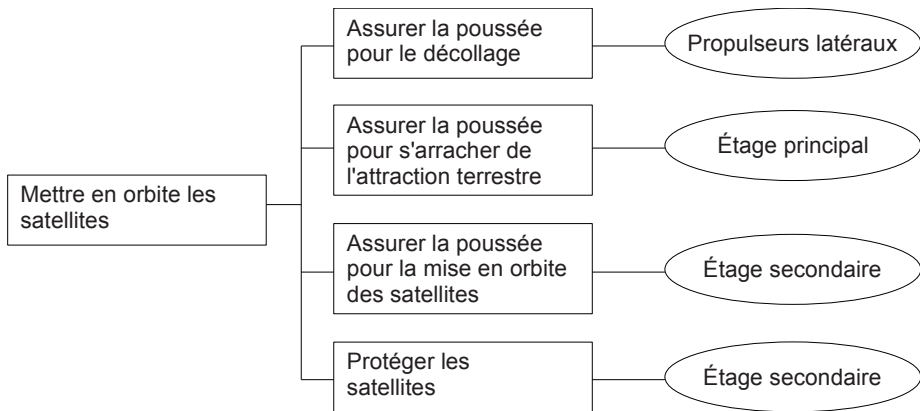 Assurer la poussée
pour le décollage
Propulseurs latéraux
Assurer la poussée
pour s'arracher de
l'attraction terrestre
Étage principal
Mettre en orbite les
satellites
Assurer la poussée
pour la mise en orbite
des satellites
Étage secondaire
Protéger les
satellites
Étage secondaire